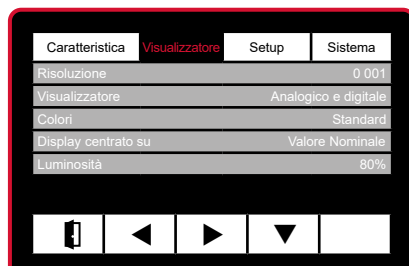 Caratteristica Visualizzatore Setup Sistema
Risoluzione 0 001
Visualizzatore Analogico e digitale
Colori Standard
Display centrato su Valore Nominale
Luminosità 80%